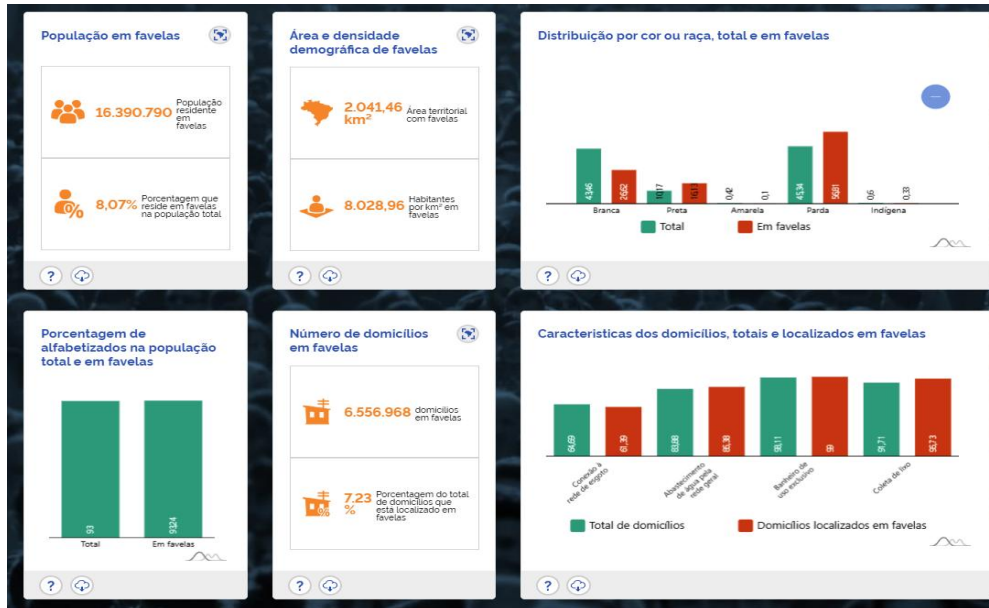 População em favelas
16.390.790
População
residente
em
favelas
8,07%
Porcentagem que
reside em favelas
na população total
?
Área e densidade
demográfica de favelas
2.041,46
km²
Área territorial
com favelas
8.028,96
Habitantes
por km² em
favelas
?
Distribuição por cor ou raça, total e em favelas
43,46
26,62
10,17
16,13
0,42
0,1
45,34
56,81
0,6
0,33
Branca
Preta
Amarela
Parda
Indígena
Total
Em favelas
?
Porcentagem de
alfabetizados na população
total e em favelas
93
93,24
Total
Em favelas
?
Número de domicílios
em favelas
6.556.968
domicílios
em favelas
7.23
%
Porcentagem do total
de domicílios que
está localizado em
favelas
?
Caracteristicas dos domicílios, totais e localizados em favelas
64,69
61,39
83,88
86,38
98,11
99
91,71
96,73
Conexão à
rede de esgoto
Abastecimento
de água pela
rede geral
Banheiro de
uso exclusivo
Coleta de lixo
Total de domicílios
Domicílios localizados em favelas
?